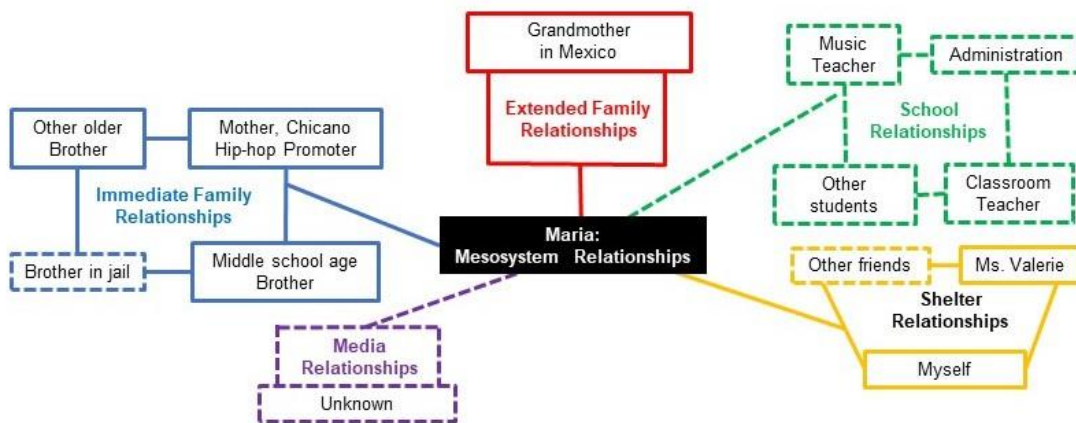 Grandmother
in Mexico
Extended Family
Relationships
Music
Teacher
Administration
School
Relationships
Other
students
Classroom
Teacher
Other older
Brother
Mother, Chicano
Hip-hop Promoter
Immediate Family
Relationships
Brother in jail
Middle school age
Brother
Maria:
Mesosystem Relationships
Other friends
Ms. Valerie
Shelter
Relationships
Myself
Media
Relationships
Unknown